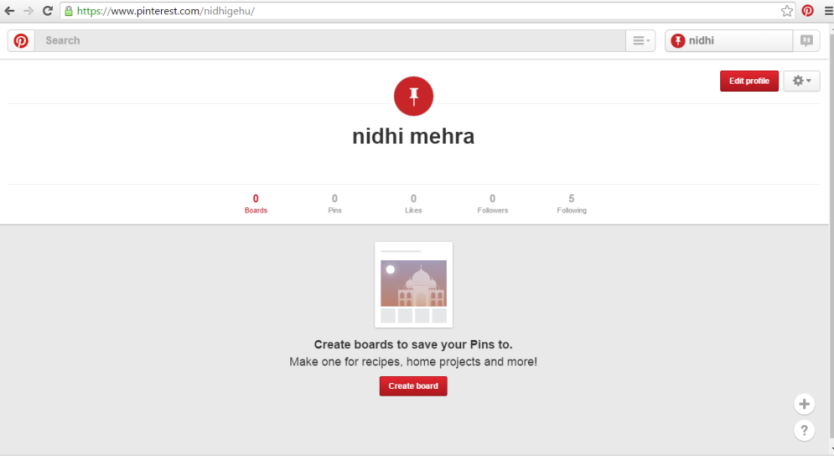 https://www.pinterest.com/nidhigehu/
Search
nidhi
Edit profile
nidhi mehra
0 0 0 0 5
Boards Pins Likes Followers Following
Create boards to save your Pins to.
Make one for recipes, home projects and more!
Create board
+
?